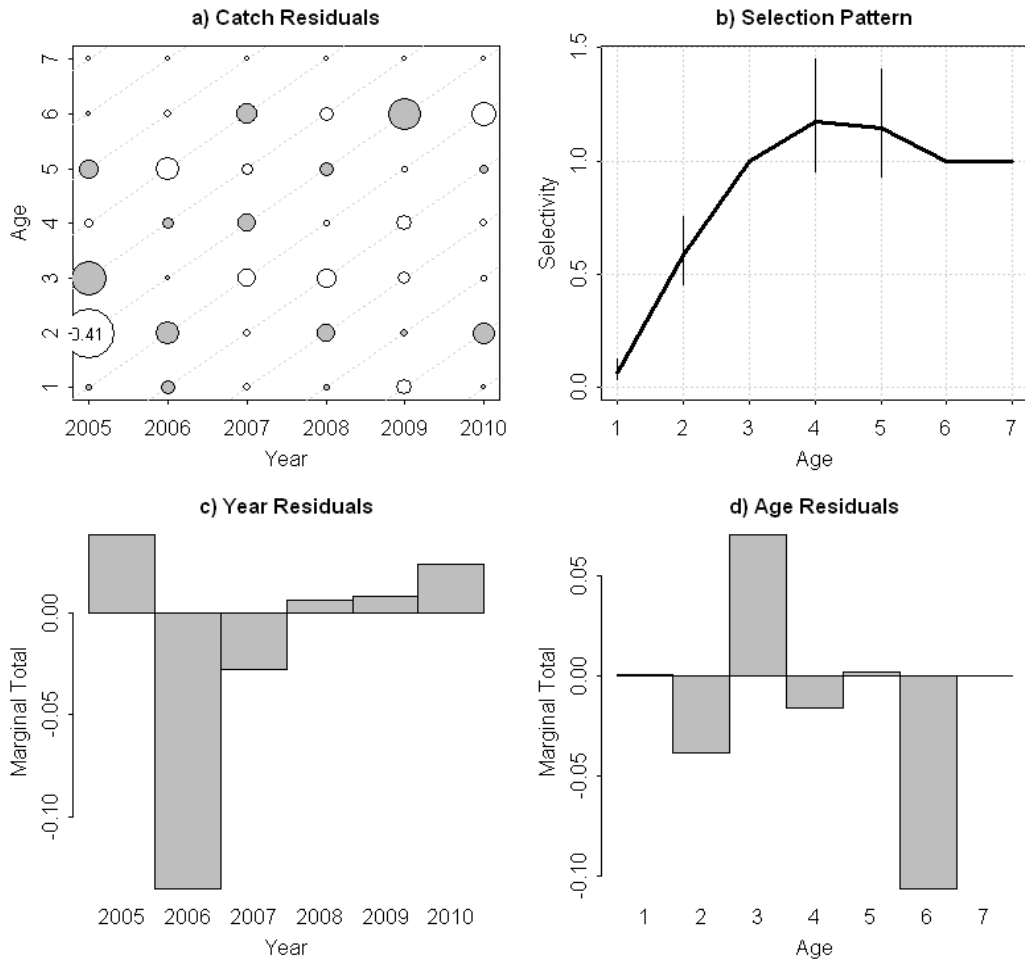 a) Catch Residuals
7
6
5
4
3
2
1
Age
0.41
2005 2006 2007 2008 2009 2010
Year
b) Selection Pattern
1.5
1.0
0.5
0.0
Selectivity
1 2 3 4 5 6 7
Age
c) Year Residuals
0.00
-0.05
-0.10
Marginal Total
2005 2006 2007 2008 2009 2010
Year
d) Age Residuals
0.05
0.00
-0.05
-0.10
Marginal Total
1 2 3 4 5 6 7
Age